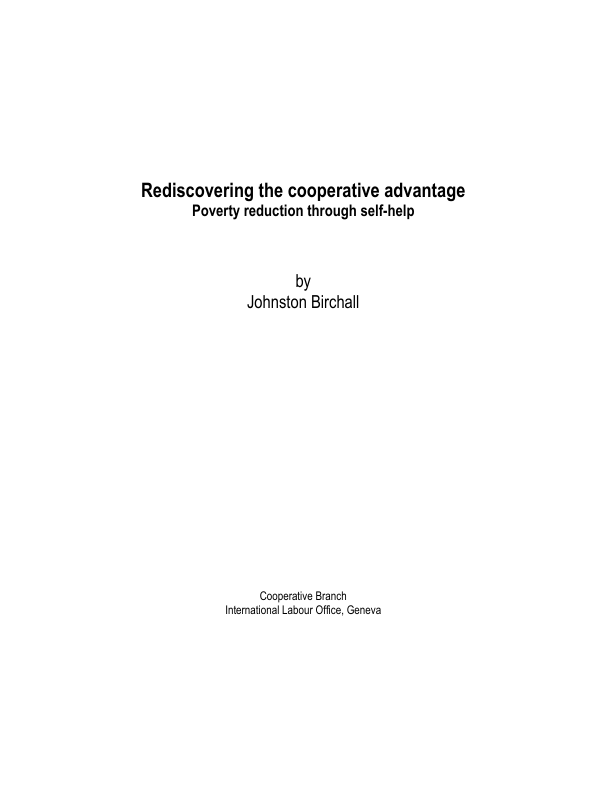 Rediscovering the cooperative advantage
Poverty reduction through self-help
by
Johnston Birchall
Cooperative Branch
International Labour Office, Geneva